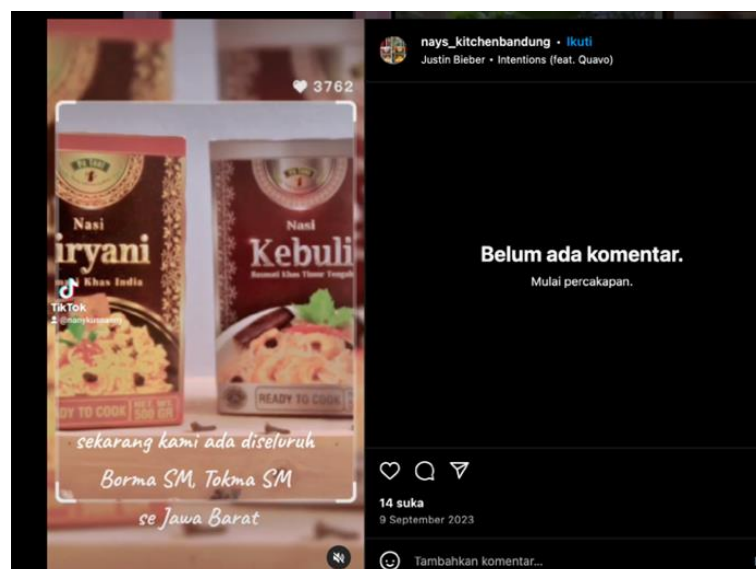 3762
Nasi
iryani
Khas India
READY TO COOK
500 GR
Nasi
Kebuli
Basmati Khas Timur Tengah
READY TO COOK
TikTok
sekarang kami ada diseluruh
Borma SM, Tokma SM
se Jawa Barat
nays_kitchenbandung • Ikuti
Justin Bieber • Intentions (feat. Quavo)
Belum ada komentar.
Mulai percakapan.
14 suka
9 September 2023
Tambahkan komentar...